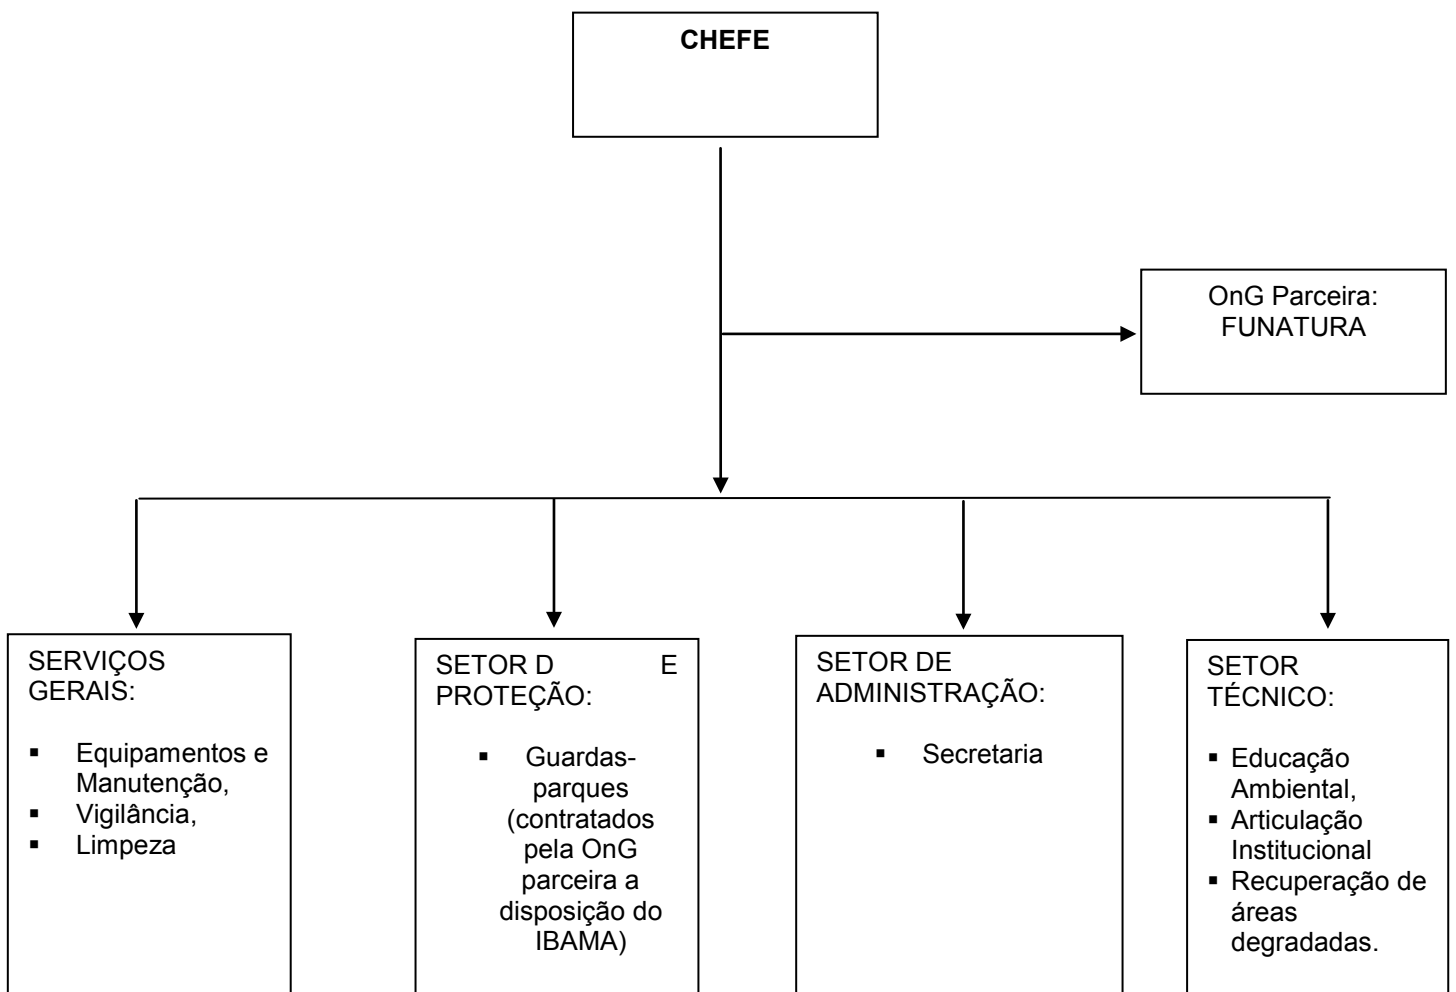 CHEFE
OnG Parceira:
FUNATURA
SERVIÇOS
GERAIS:
▪ Equipamentos e
Manutenção,
▪ Vigilância,
▪ Limpeza
SETOR D E
PROTEÇÃO:
▪ Guardas-
parques
(contratados
pela OnG
parceira a
disposição do
IBAMA)
SETOR DE
ADMINISTRAÇÃO:
▪ Secretaria
SETOR
TÉCNICO:
▪ Educação
Ambiental,
▪ Articulação
Institucional
▪ Recuperação de
áreas
degradadas.